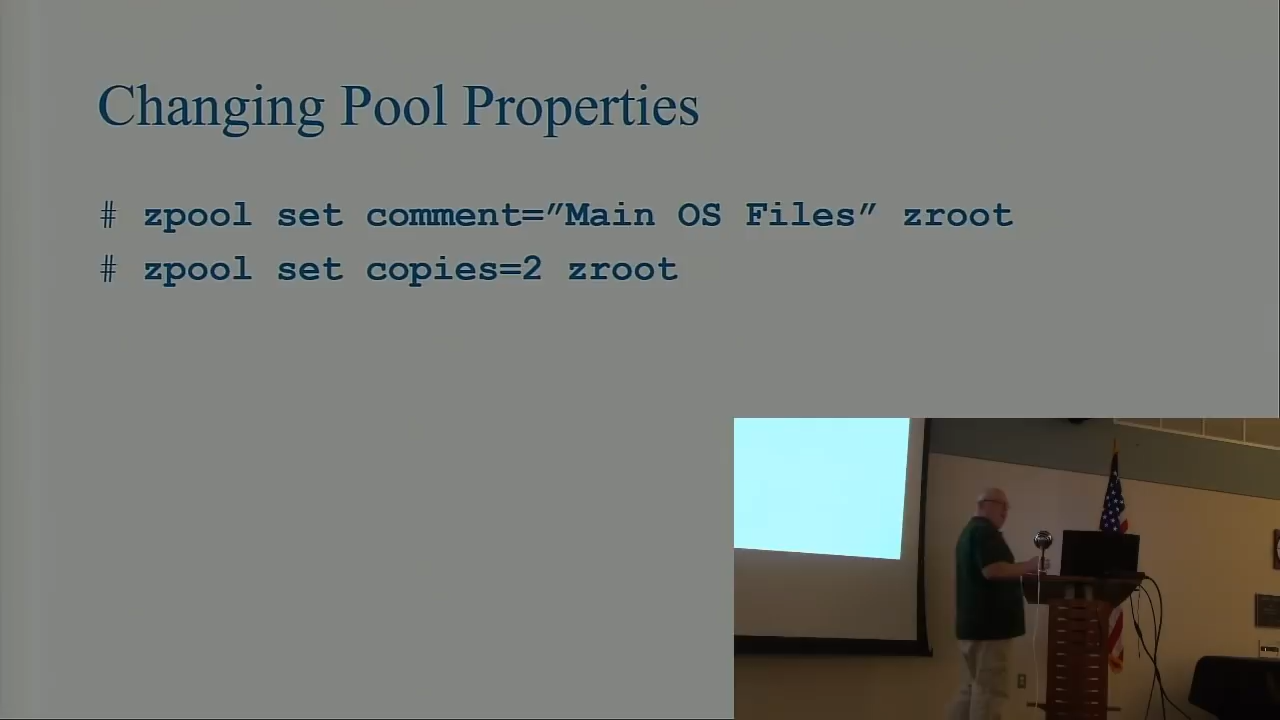 Changing Pool Properties
# zpool set comment=”Main OS Files” zroot
# zpool set copies=2 zroot